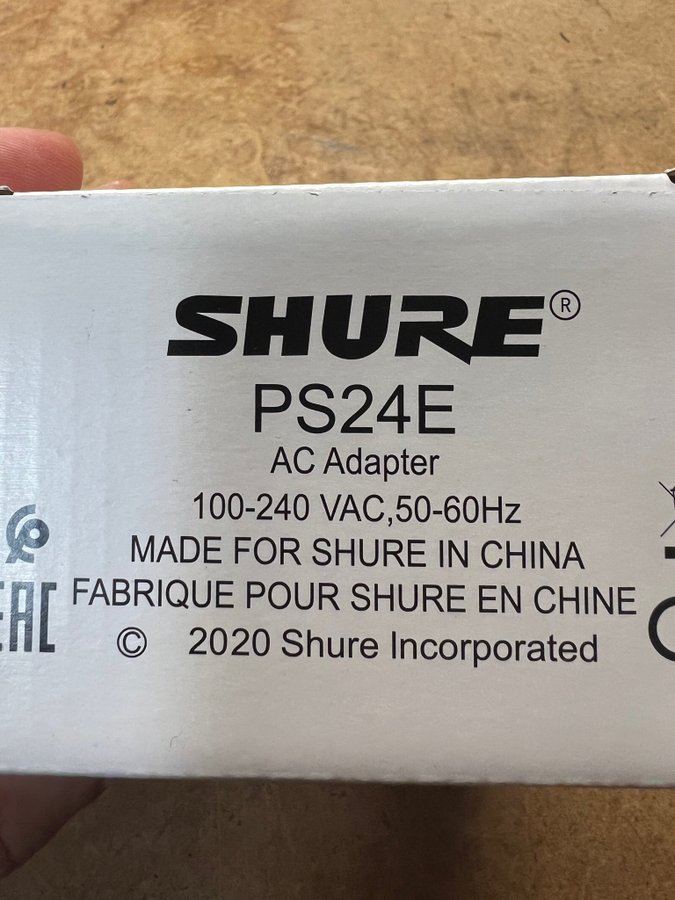 SHURE®
PS24E
AC Adapter
100-240 VAC,50-60Hz
MADE FOR SHURE IN CHINA
FABRIQUE POUR SHURE EN CHINE
© 2020 Shure Incorporated
EAC